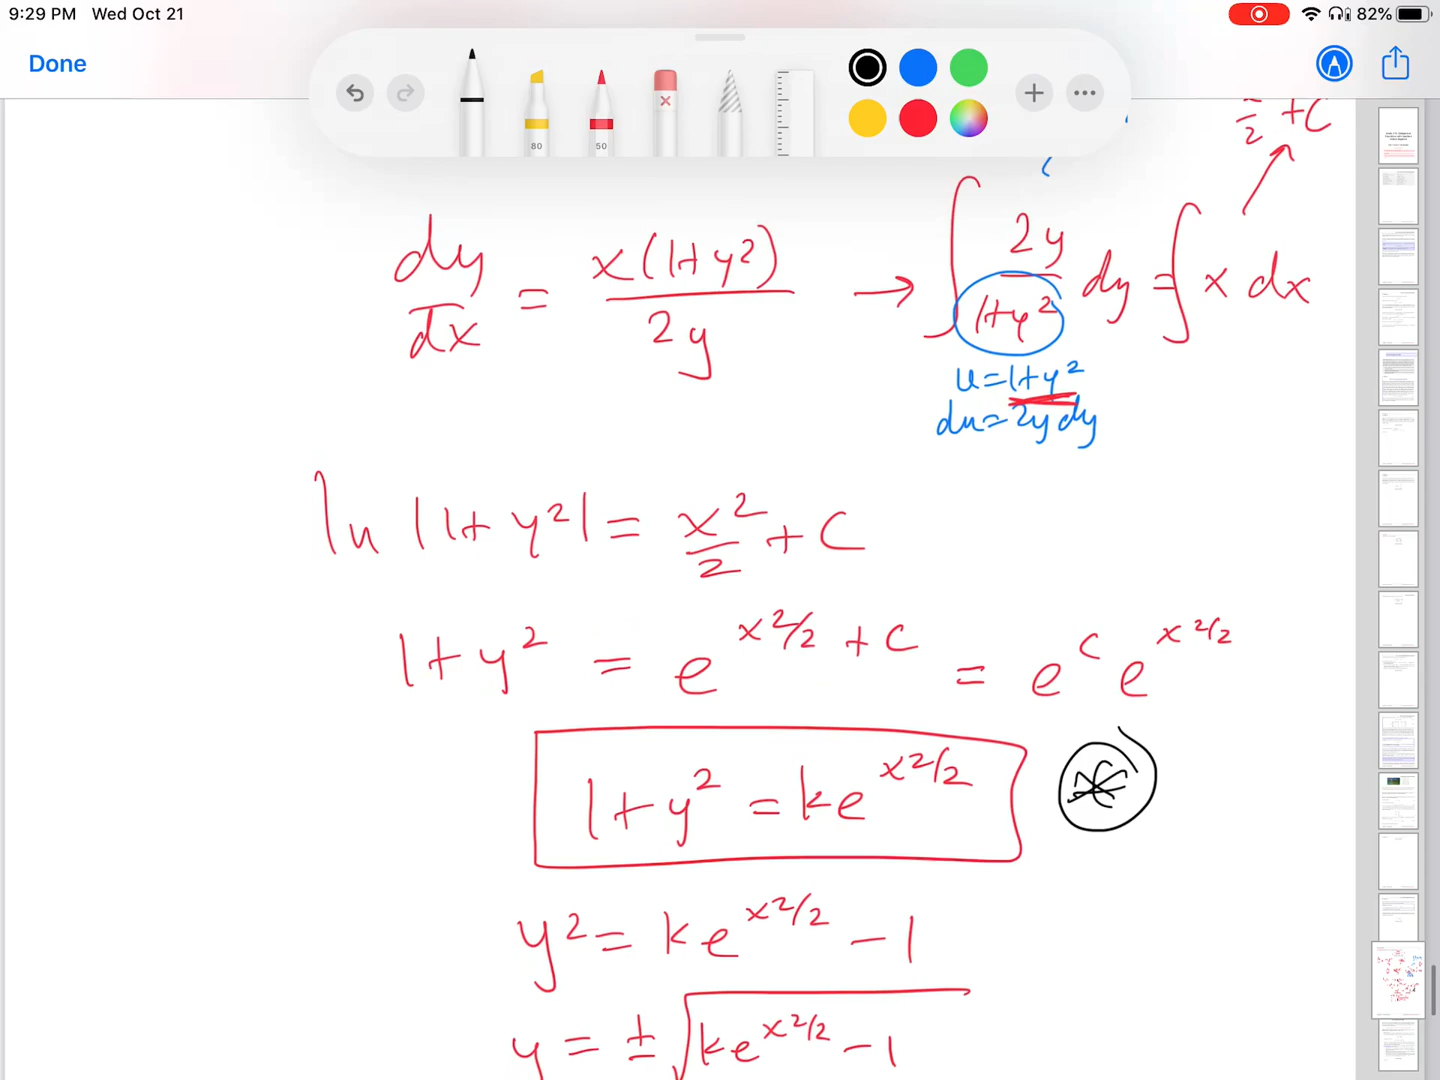 9:29 PM Wed Oct 21
82%
Done
80
50
/2 + C
dy/dx = x(1+y²)/2y → ∫ 2y/(1+y²) dy = ∫ x dx
u = 1+y²
du = 2y dy
ln |1+y²| = x²/2 + C
1+y² = e^(x²/2 + C) = e^C e^(x²/2)
1+y² = ke^(x²/2)
y² = ke^(x²/2) - 1
y = ± √(ke^(x²/2) - 1)